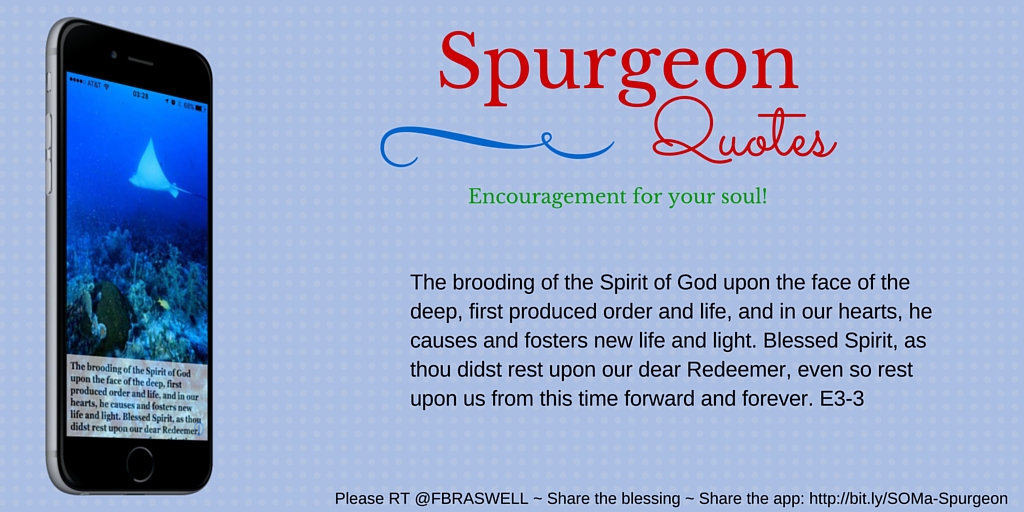 ●●●●○ AT&T 03:28 68%
The brooding of the Spirit of God
upon the face of the deep, first
produced order and life, and in our
hearts, he causes and fosters new
life and light. Blessed Spirit, as thou
didst rest upon our dear Redeemer,
Spurgeon
Quotes
Encouragement for your soul!
The brooding of the Spirit of God upon the face of the
deep, first produced order and life, and in our hearts, he
causes and fosters new life and light. Blessed Spirit, as
thou didst rest upon our dear Redeemer, even so rest
upon us from this time forward and forever. E3-3
Please RT @FBRASWELL ~ Share the blessing ~ Share the app: http://bit.ly/SOMa-Spurgeon